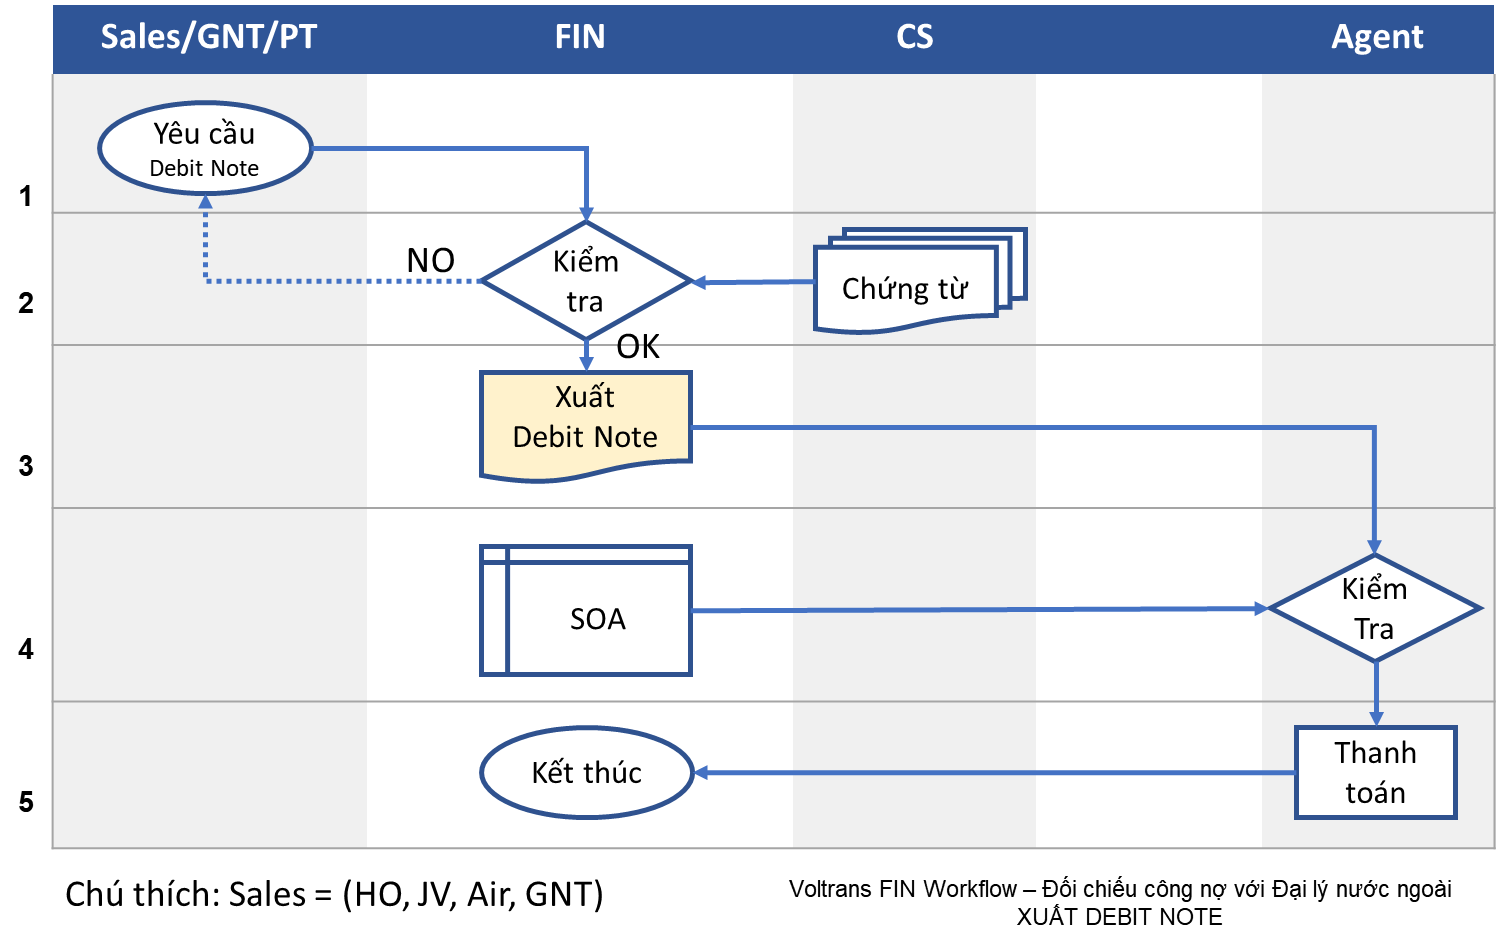 Sales/GNT/PT FIN CS Agent
Yêu cầu
Debit Note
1
NO
Kiểm
tra
Chứng từ
2
OK
Xuất
Debit Note
3
SOA
Kiểm
Tra
4
Kết thúc
Thanh
toán
5
Chú thích: Sales = (HO, JV, Air, GNT)
Voltrans FIN Workflow – Đối chiếu công nợ với Đại lý nước ngoài
XUẤT DEBIT NOTE